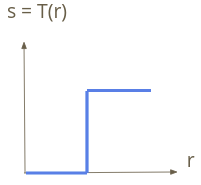 s = T(r)
r